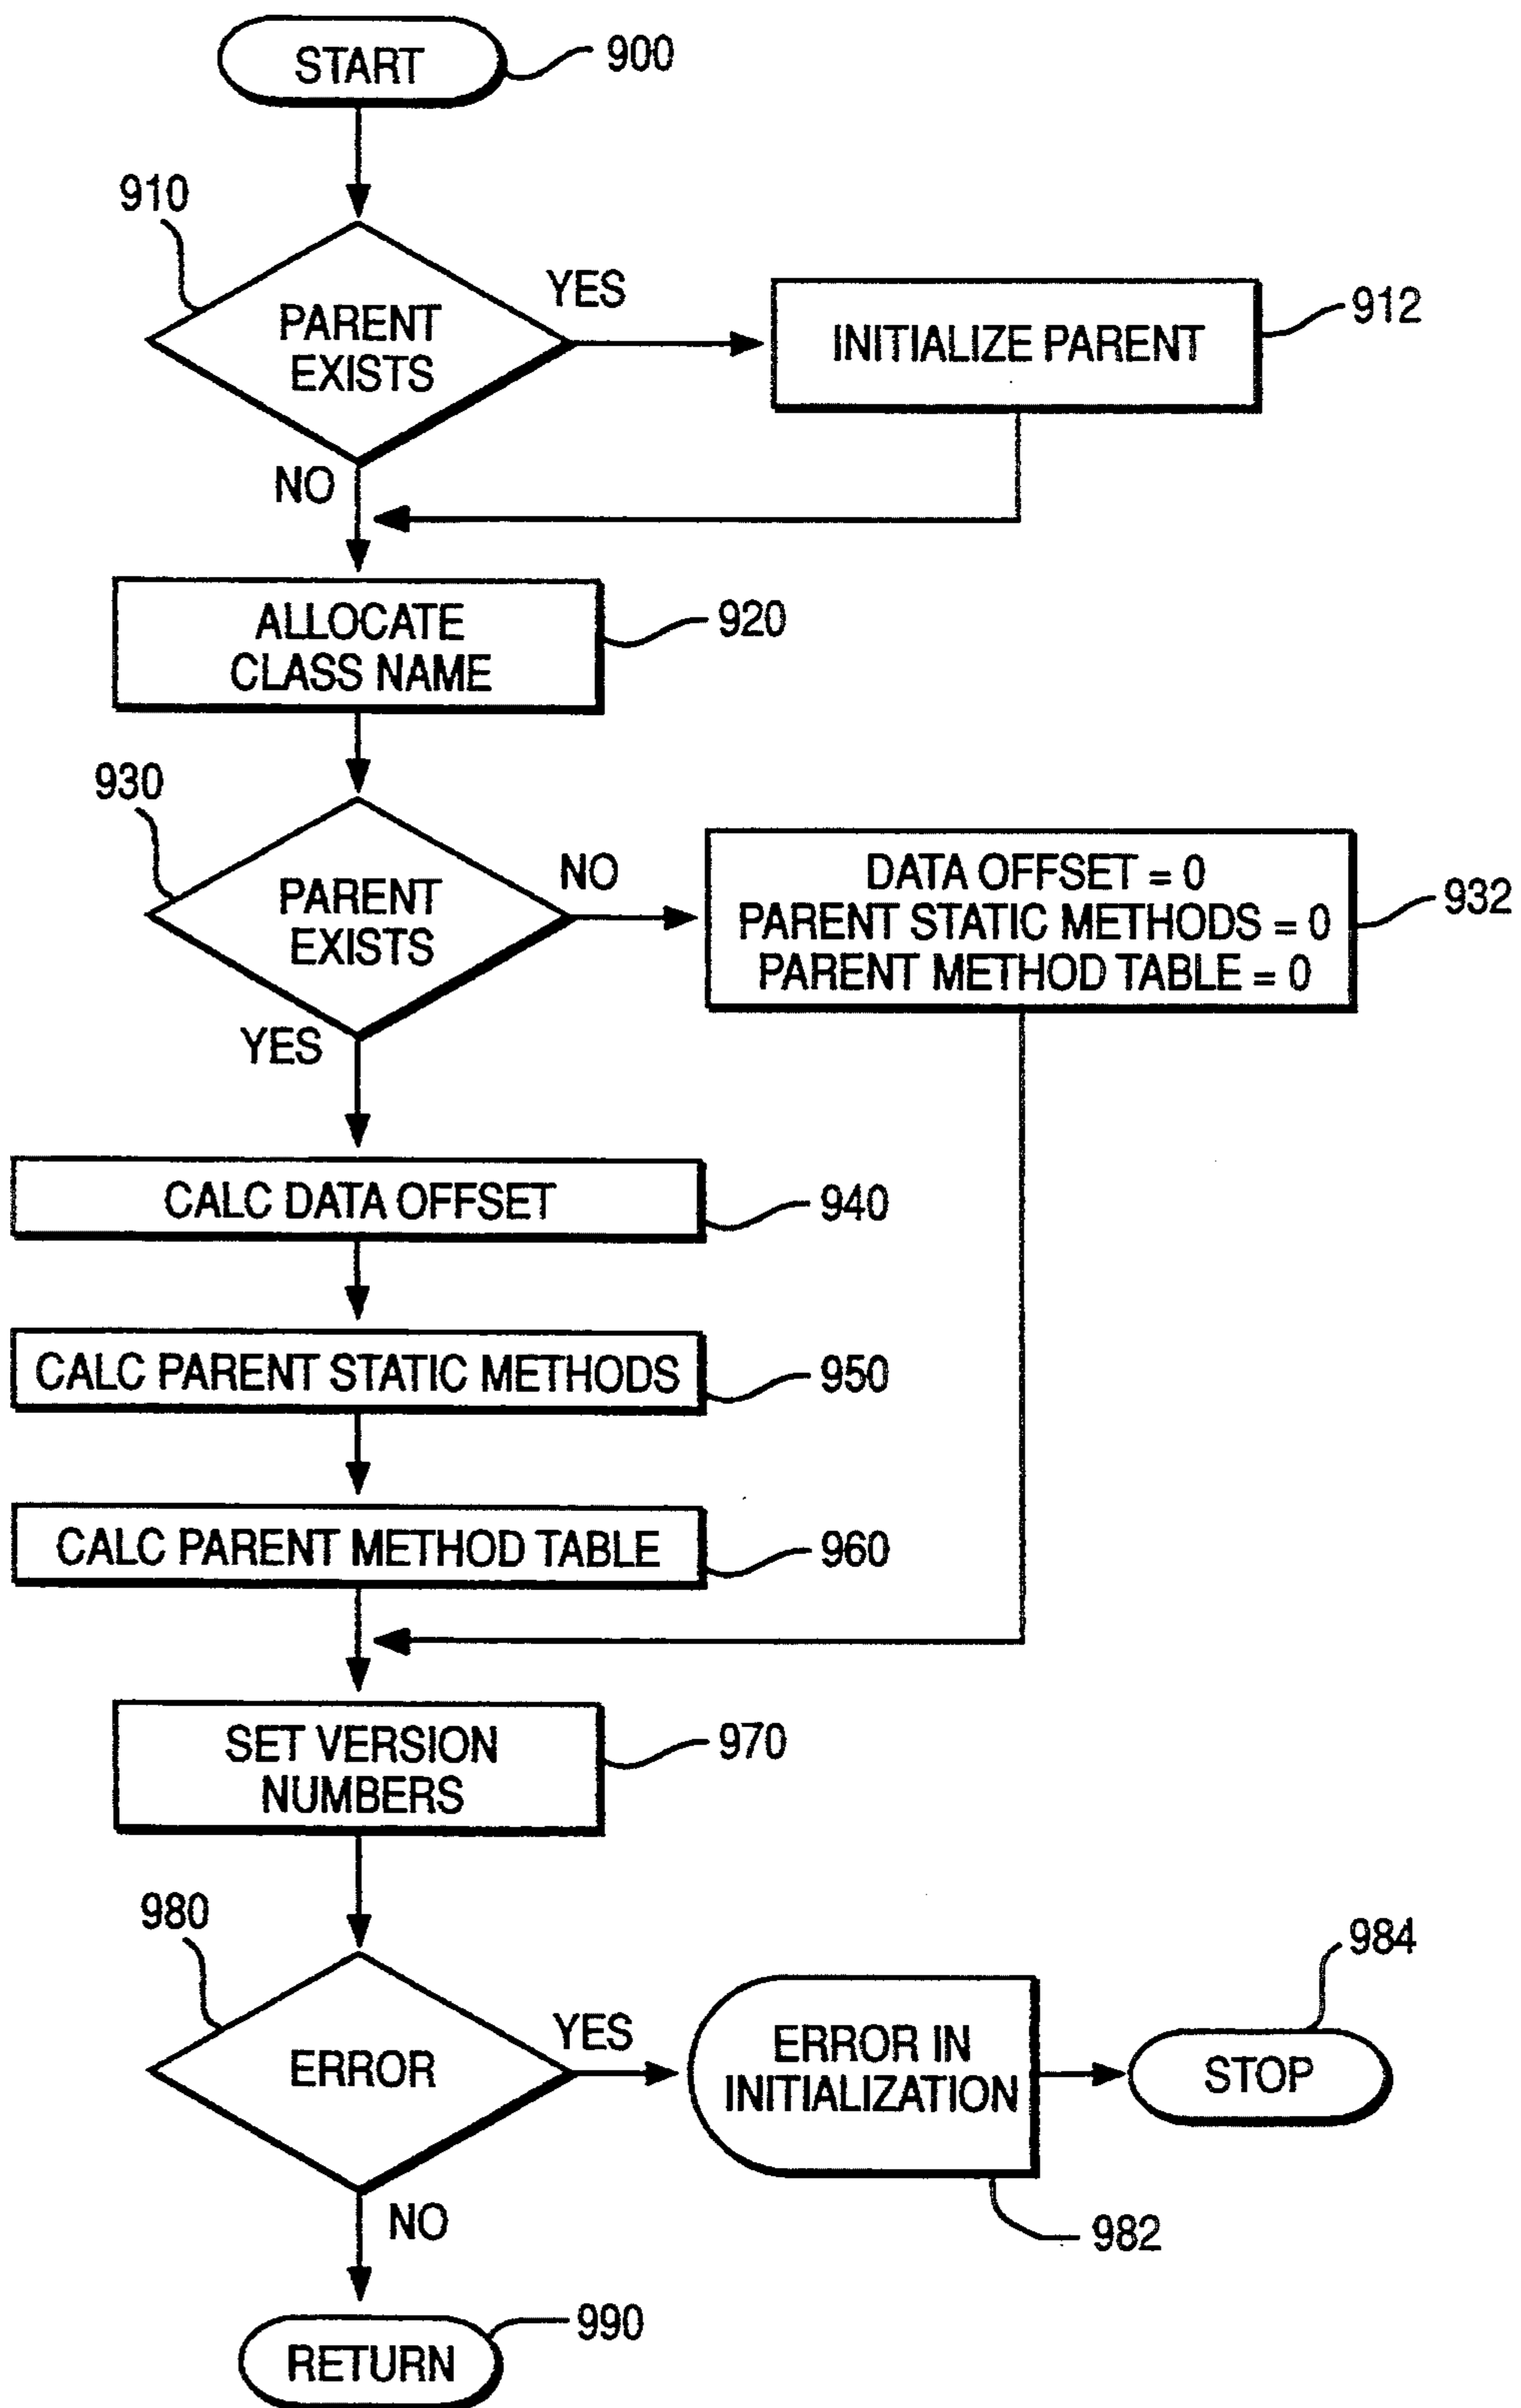 START
900
910
PARENT
EXISTS
YES
INITIALIZE PARENT
912
NO
ALLOCATE
CLASS NAME
920
930
PARENT
EXISTS
NO
DATA OFFSET = 0
PARENT STATIC METHODS = 0
PARENT METHOD TABLE = 0
932
YES
CALC DATA OFFSET
940
CALC PARENT STATIC METHODS
950
CALC PARENT METHOD TABLE
960
SET VERSION
NUMBERS
970
980
ERROR
YES
ERROR IN
INITIALIZATION
982
STOP
984
NO
RETURN
990